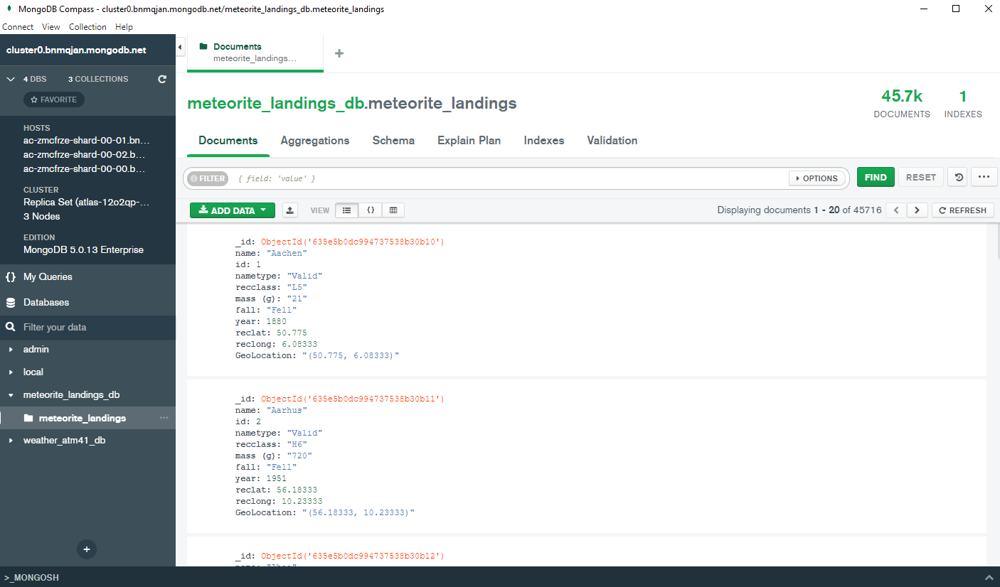 MongoDB Compass - cluster0.bnmqjan.mongodb.net/meteorite_landings_db.meteorite_landings
Connect View Collection Help
cluster0.bnmqjan.mongodb.net
4 DBS 3 COLLECTIONS
FAVORITE
HOSTS
ac-zmcfrze-shard-00-01.bn...
ac-zmcfrze-shard-00-02.b...
ac-zmcfrze-shard-00-00.b...
CLUSTER
Replica Set (atlas-12o2qp-...
3 Nodes
EDITION
MongoDB 5.0.13 Enterprise
My Queries
Databases
Filter your data
admin
local
meteorite_landings_db
meteorite_landings
weather_atm41_db
>_MONGOSH
Documents
meteorite_landings...
meteorite_landings_db.meteorite_landings
45.7k DOCUMENTS
1 INDEXES
Documents Aggregations Schema Explain Plan Indexes Validation
FILTER { field: 'value' } OPTIONS FIND RESET
ADD DATA VIEW Displaying documents 1 - 20 of 45716 REFRESH
_id: ObjectId('635e5b0dc994737538b30b10')
name: "Aachen"
id: 1
nametype: "Valid"
recclass: "L5"
mass (g): "21"
fall: "Fell"
year: 1880
reclat: 50.775
reclong: 6.08333
GeoLocation: "(50.775, 6.08333)"
_id: ObjectId('635e5b0dc994737538b30b11')
name: "Aarhus"
id: 2
nametype: "Valid"
recclass: "H6"
mass (g): "720"
fall: "Fell"
year: 1951
reclat: 56.18333
reclong: 10.23333
GeoLocation: "(56.18333, 10.23333)"
_id: ObjectId('635e5b0dc994737538b30b12')